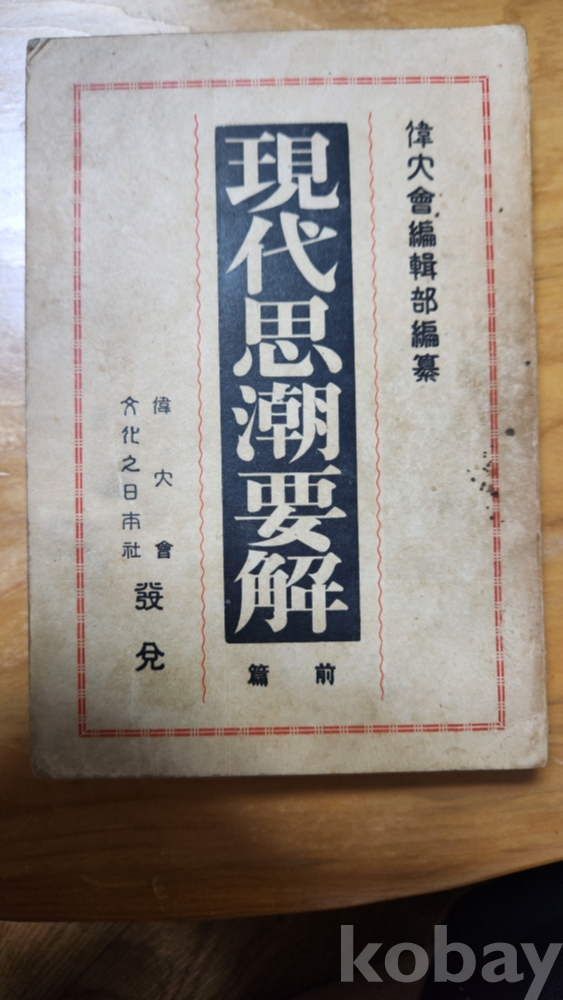 偉大會編輯部編纂
現代思潮要解
前篇
偉大會
文化之日本社
發兌
kobay